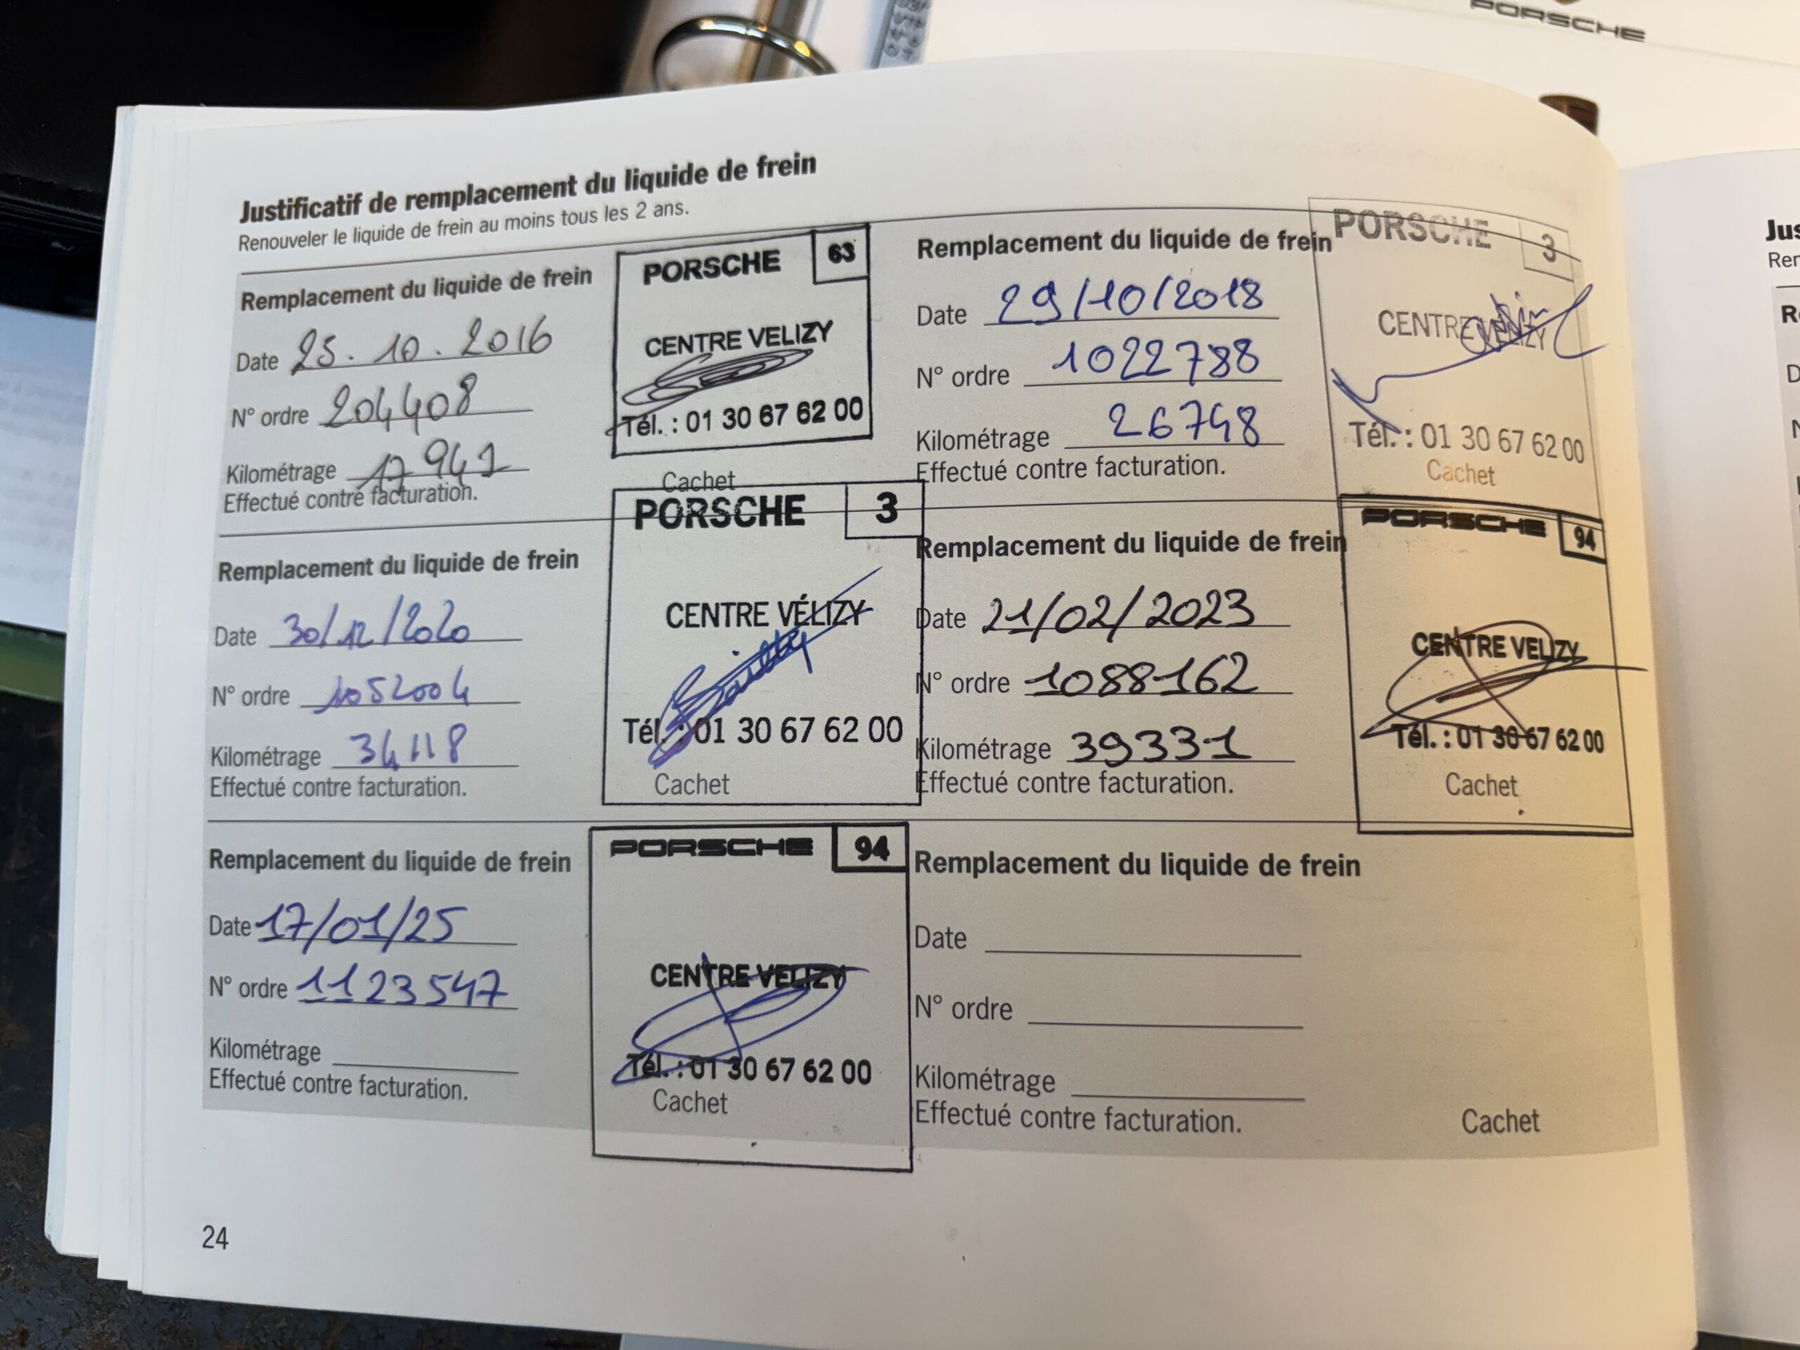 PORSCHE
Justificatif de remplacement du liquide de frein
Renouveler le liquide de frein au moins tous les 2 ans.
Remplacement du liquide de frein
Date 25.10.2016
N° ordre 204408
Kilométrage 17941
Effectué contre facturation.
PORSCHE 63
CENTRE VELIZY
Tél. : 01 30 67 62 00
Cachet
Remplacement du liquide de frein
Date 29/10/2018
N° ordre 1022788
Kilométrage 26748
Effectué contre facturation.
PORSCHE 3
CENTRE VELIZY
Tél. : 01 30 67 62 00
Cachet
Remplacement du liquide de frein
Date 30/12/2020
N° ordre 1052004
Kilométrage 34118
Effectué contre facturation.
PORSCHE 3
CENTRE VÉLIZY
Tél. : 01 30 67 62 00
Cachet
Remplacement du liquide de frein
Date 21/02/2023
N° ordre 1088162
Kilométrage 39331
Effectué contre facturation.
PORSCHE 94
CENTRE VELIZY
Tél. : 01 30 67 62 00
Cachet
Remplacement du liquide de frein
Date 17/01/25
N° ordre 1123547
Kilométrage
Effectué contre facturation.
PORSCHE 94
CENTRE VELIZY
Tél. : 01 30 67 62 00
Cachet
Remplacement du liquide de frein
Date
N° ordre
Kilométrage
Effectué contre facturation.
Cachet
24
Jus
Ren